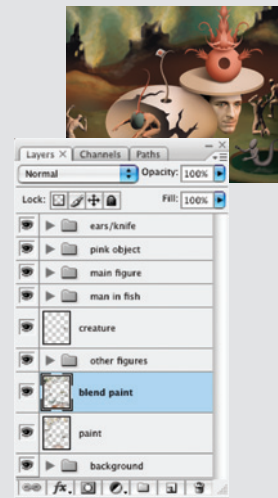 Layers × Channels Paths
Normal Opacity: 100%
Lock: Fill: 100%
ears/knife
pink object
main figure
man in fish
creature
other figures
blend paint
paint
background
fx.